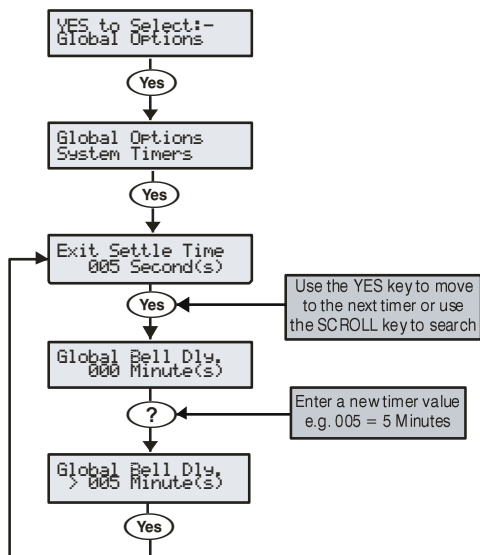 YES to Select:-
Global Options
Yes
Global Options
System Timers
Yes
Exit Settle Time
005 Second(s)
Yes
Use the YES key to move
to the next timer or use
the SCROLL key to search
Global Bell Dly.
000 Minute(s)
?
Enter a new timer value
e.g. 005 = 5 Minutes
Global Bell Dly.
> 005 Minute(s)
Yes